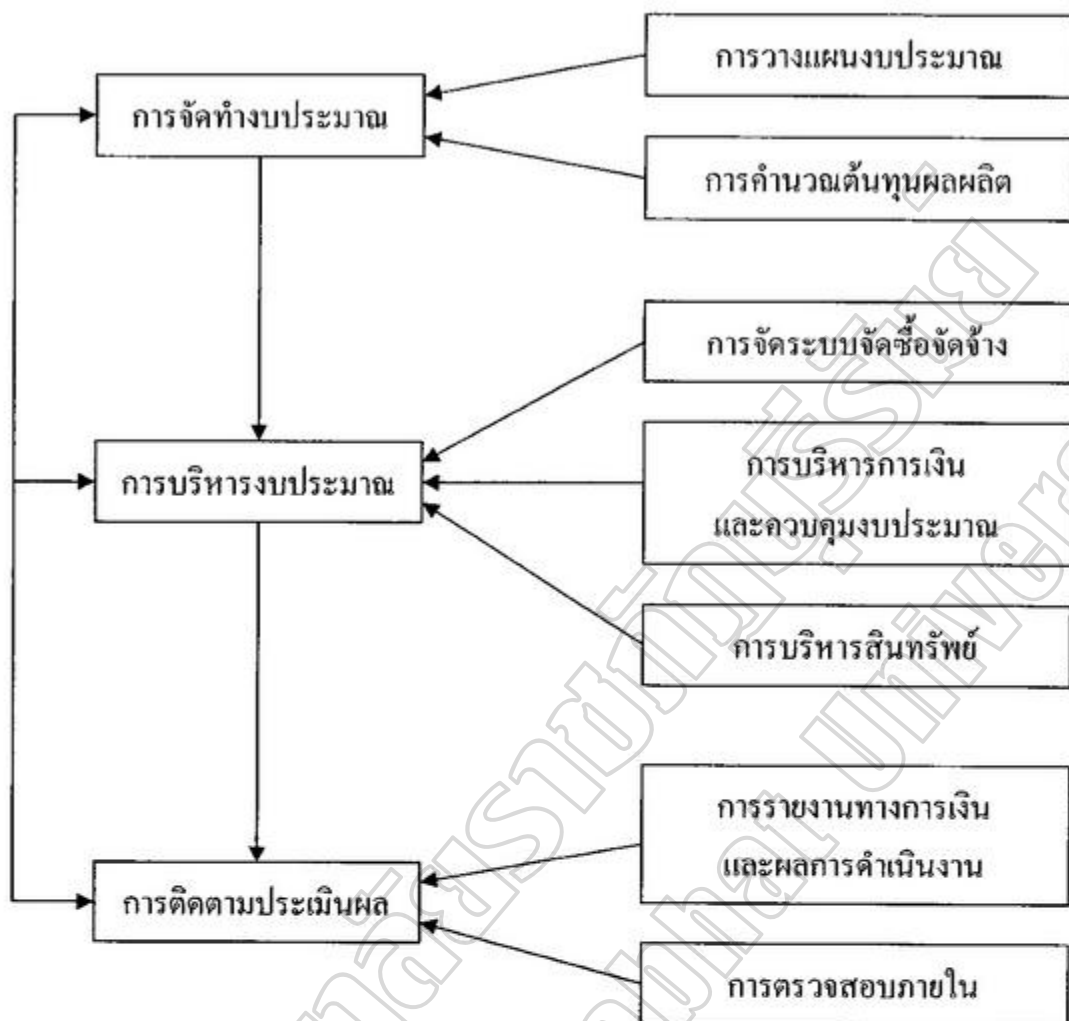 การวางแผนงบประมาณ
การจัดทำงบประมาณ
การคำนวณต้นทุนผลผลิต
การจัดระบบจัดซื้อจัดจ้าง
การบริหารงบประมาณ
การบริหารการเงิน
และควบคุมงบประมาณ
การบริหารสินทรัพย์
การรายงานทางการเงิน
และผลการดำเนินงาน
การติดตามประเมินผล
การตรวจสอบภายใน